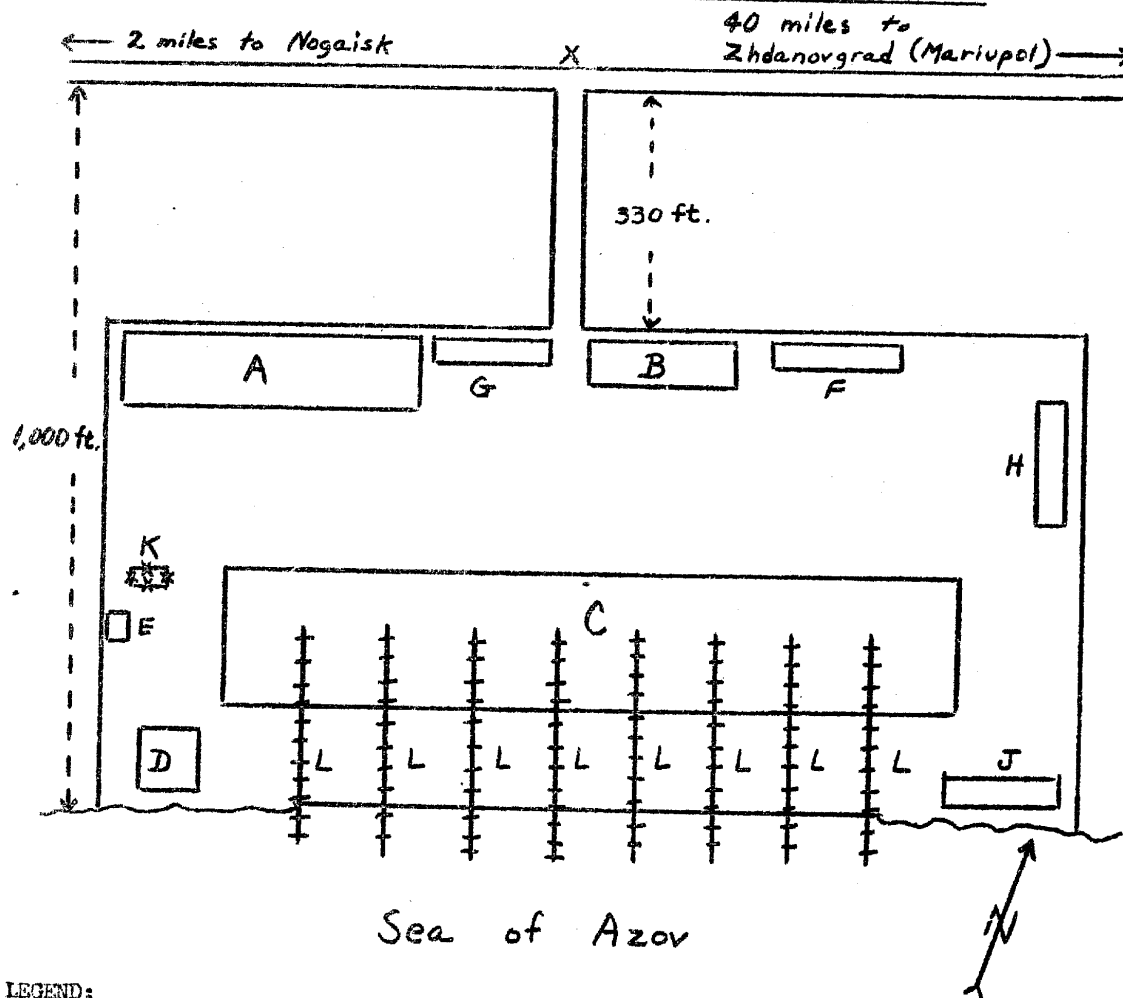 40 miles to
← 2 miles to Nogaisk
X
Zhdanovgrad (Mariupol) →
330 ft.
A
G
B
F
1,000 ft.
H
K
E
C
D
L L L L L L L L
J
Sea of Azov
N
LEGEND: